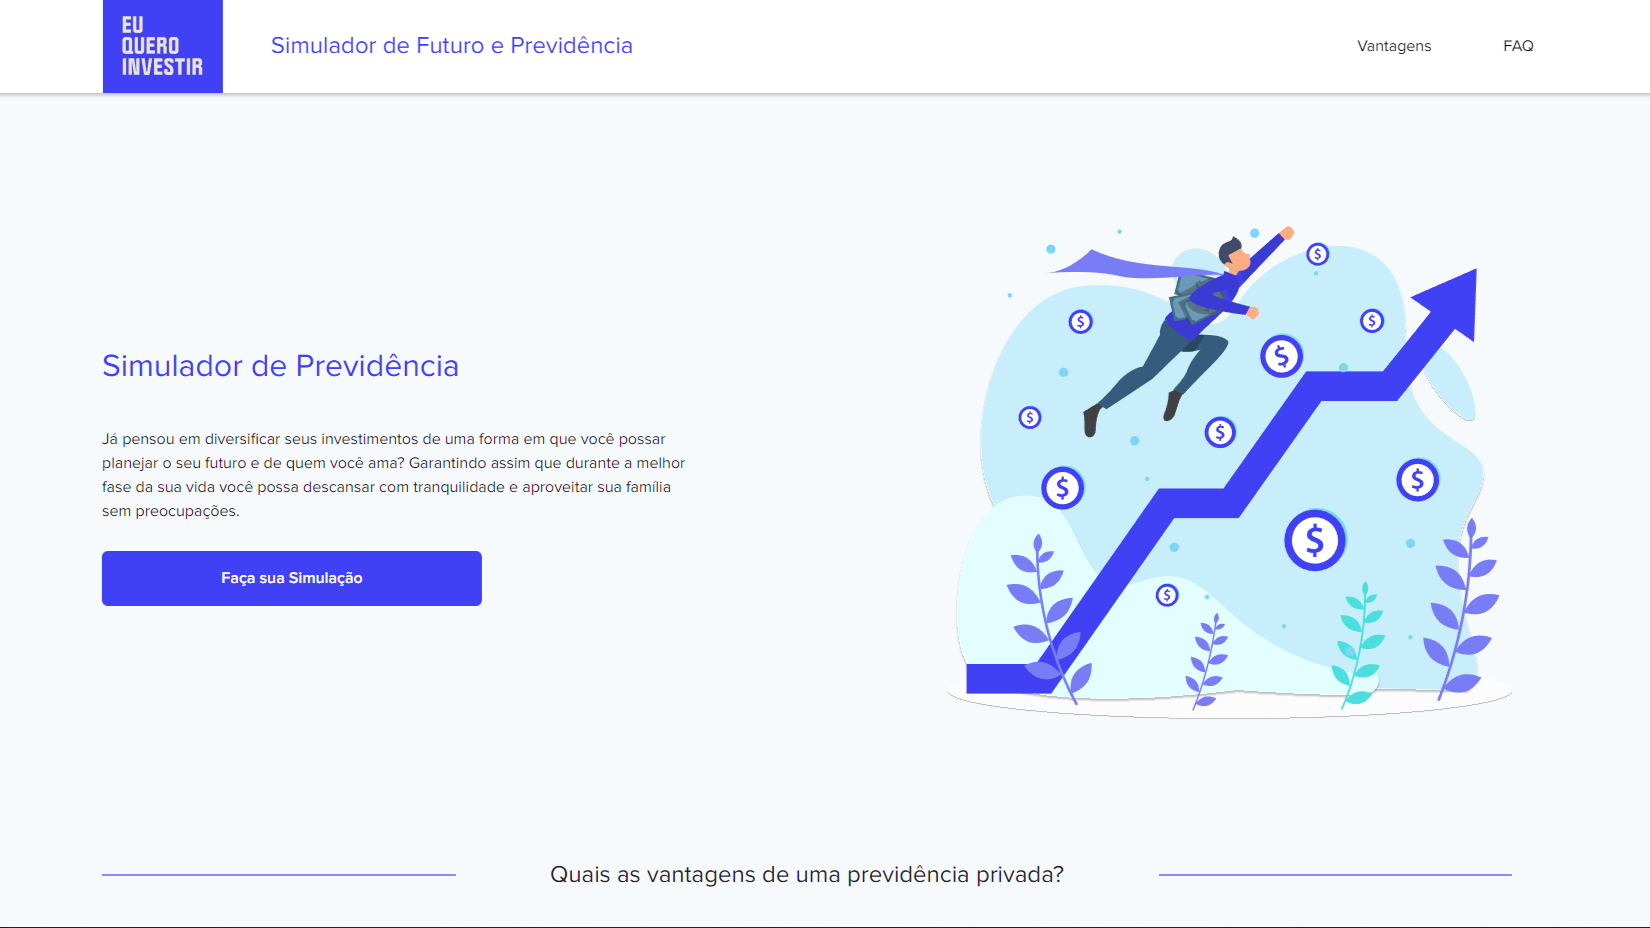 EU
QUERO
INVESTIR
Simulador de Futuro e Previdência
Vantagens
FAQ
Simulador de Previdência
Já pensou em diversificar seus investimentos de uma forma em que você possar
planejar o seu futuro e de quem você ama? Garantindo assim que durante a melhor
fase da sua vida você possa descansar com tranquilidade e aproveitar sua família
sem preocupações.
Faça sua Simulação
$
$
$
$
$
$
$
$
$
$
Quais as vantagens de uma previdência privada?